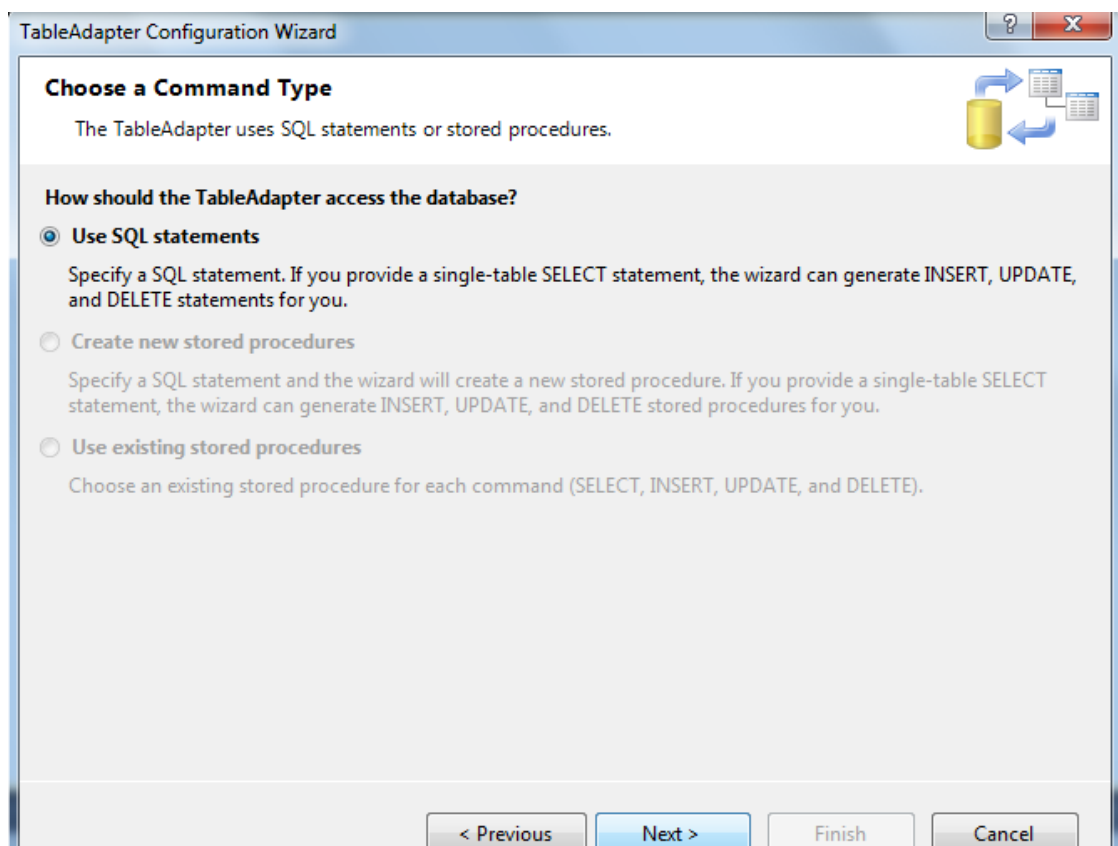 TableAdapter Configuration Wizard
Choose a Command Type
The TableAdapter uses SQL statements or stored procedures.
How should the TableAdapter access the database?
Use SQL statements
Specify a SQL statement. If you provide a single-table SELECT statement, the wizard can generate INSERT, UPDATE,
and DELETE statements for you.
Create new stored procedures
Specify a SQL statement and the wizard will create a new stored procedure. If you provide a single-table SELECT
statement, the wizard can generate INSERT, UPDATE, and DELETE stored procedures for you.
Use existing stored procedures
Choose an existing stored procedure for each command (SELECT, INSERT, UPDATE, and DELETE).
< Previous Next > Finish Cancel